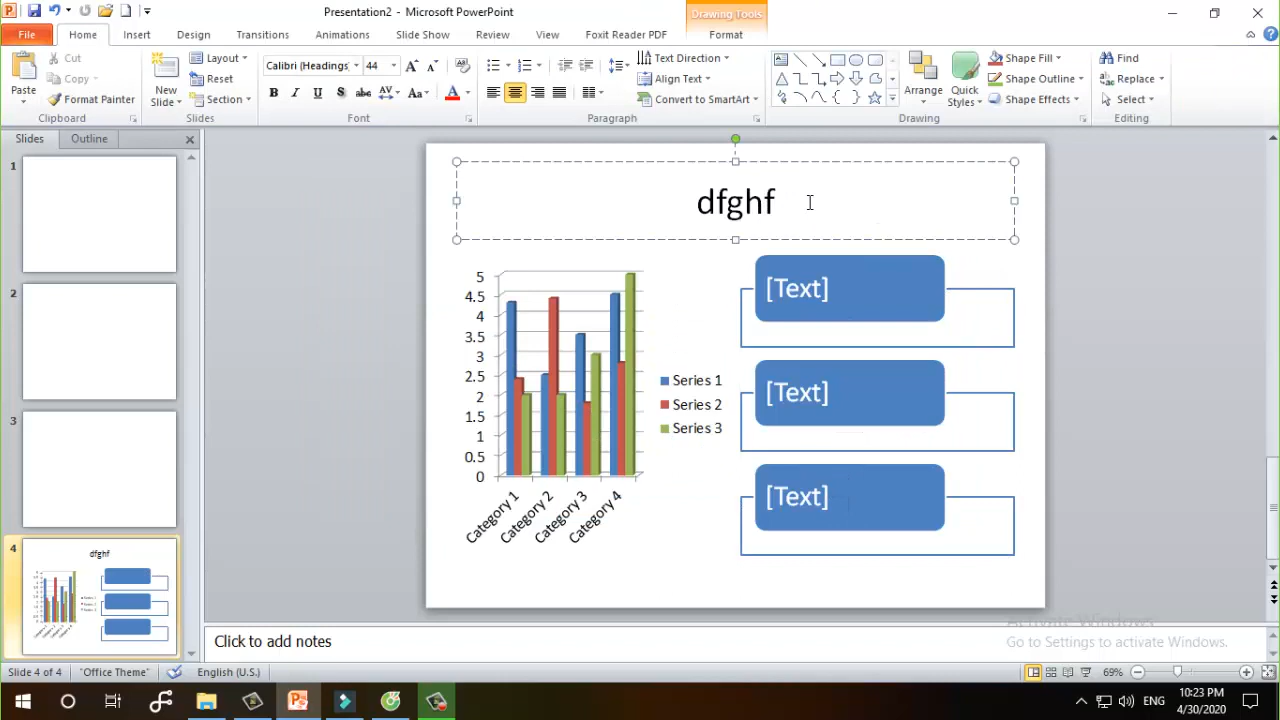 Presentation2 - Microsoft PowerPoint
Drawing Tools
File Home Insert Design Transitions Animations Slide Show Review View Foxit Reader PDF Format
Paste
Cut
Copy
Format Painter
Clipboard
New Slide
Layout
Reset
Section
Slides
Calibri (Headings) 44
B I U S abc AV Aa A
Font
Text Direction
Align Text
Convert to SmartArt
Paragraph
Arrange
Quick Styles
Shape Fill
Shape Outline
Shape Effects
Drawing
Find
Replace
Select
Editing
Slides Outline
1
2
3
4
dfghf
dfghf
5
4.5
4
3.5
3
2.5
2
1.5
1
0.5
0
Category 1
Category 2
Category 3
Category 4
Series 1
Series 2
Series 3
[Text]
[Text]
[Text]
Click to add notes
Activate Windows
Go to Settings to activate Windows.
Slide 4 of 4 "Office Theme" English (U.S.) 69%
ENG
10:23 PM
4/30/2020